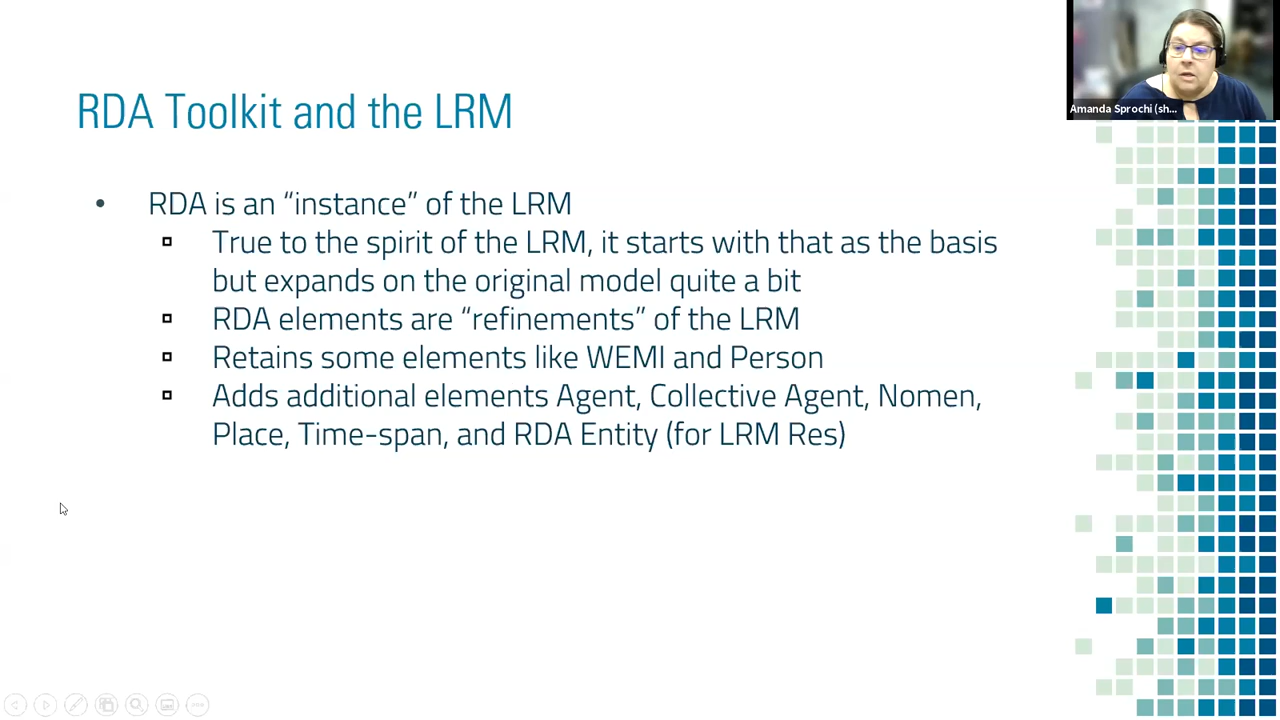 RDA Toolkit and the LRM
Amanda Sprochi (sh...
• RDA is an “instance” of the LRM
True to the spirit of the LRM, it starts with that as the basis
but expands on the original model quite a bit
RDA elements are “refinements” of the LRM
Retains some elements like WEMI and Person
Adds additional elements Agent, Collective Agent, Nomen,
Place, Time-span, and RDA Entity (for LRM Res)